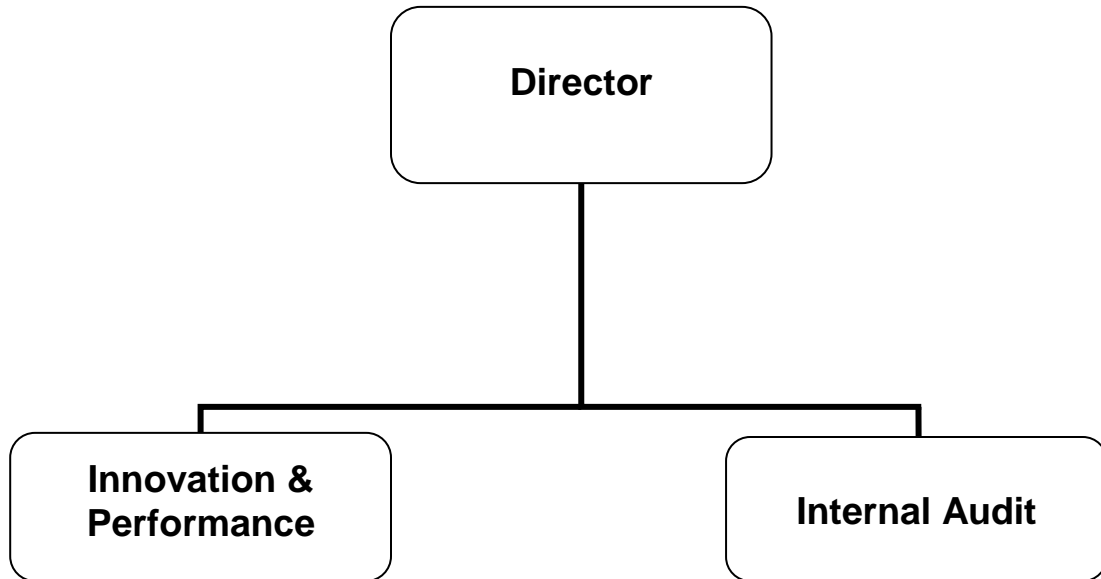 Director
Innovation &
Performance
Internal Audit